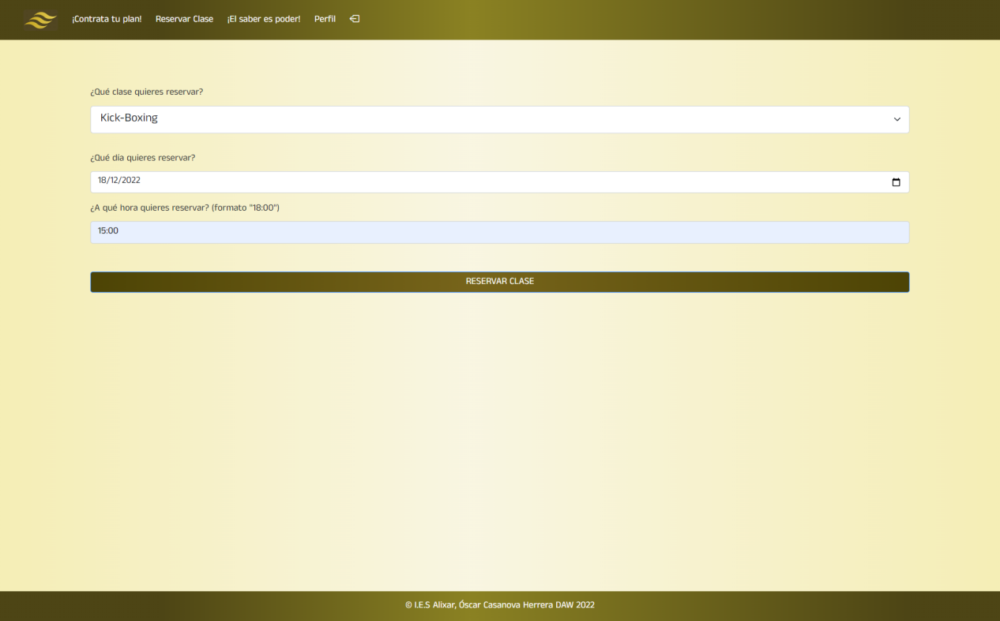 ¡Contrata tu plan! Reservar Clase ¡El saber es poder! Perfil
¿Qué clase quieres reservar?
Kick-Boxing
¿Qué día quieres reservar?
18/12/2022
¿A qué hora quieres reservar? (formato "18:00")
15:00
RESERVAR CLASE
© I.E.S Alixar, Óscar Casanova Herrera DAW 2022